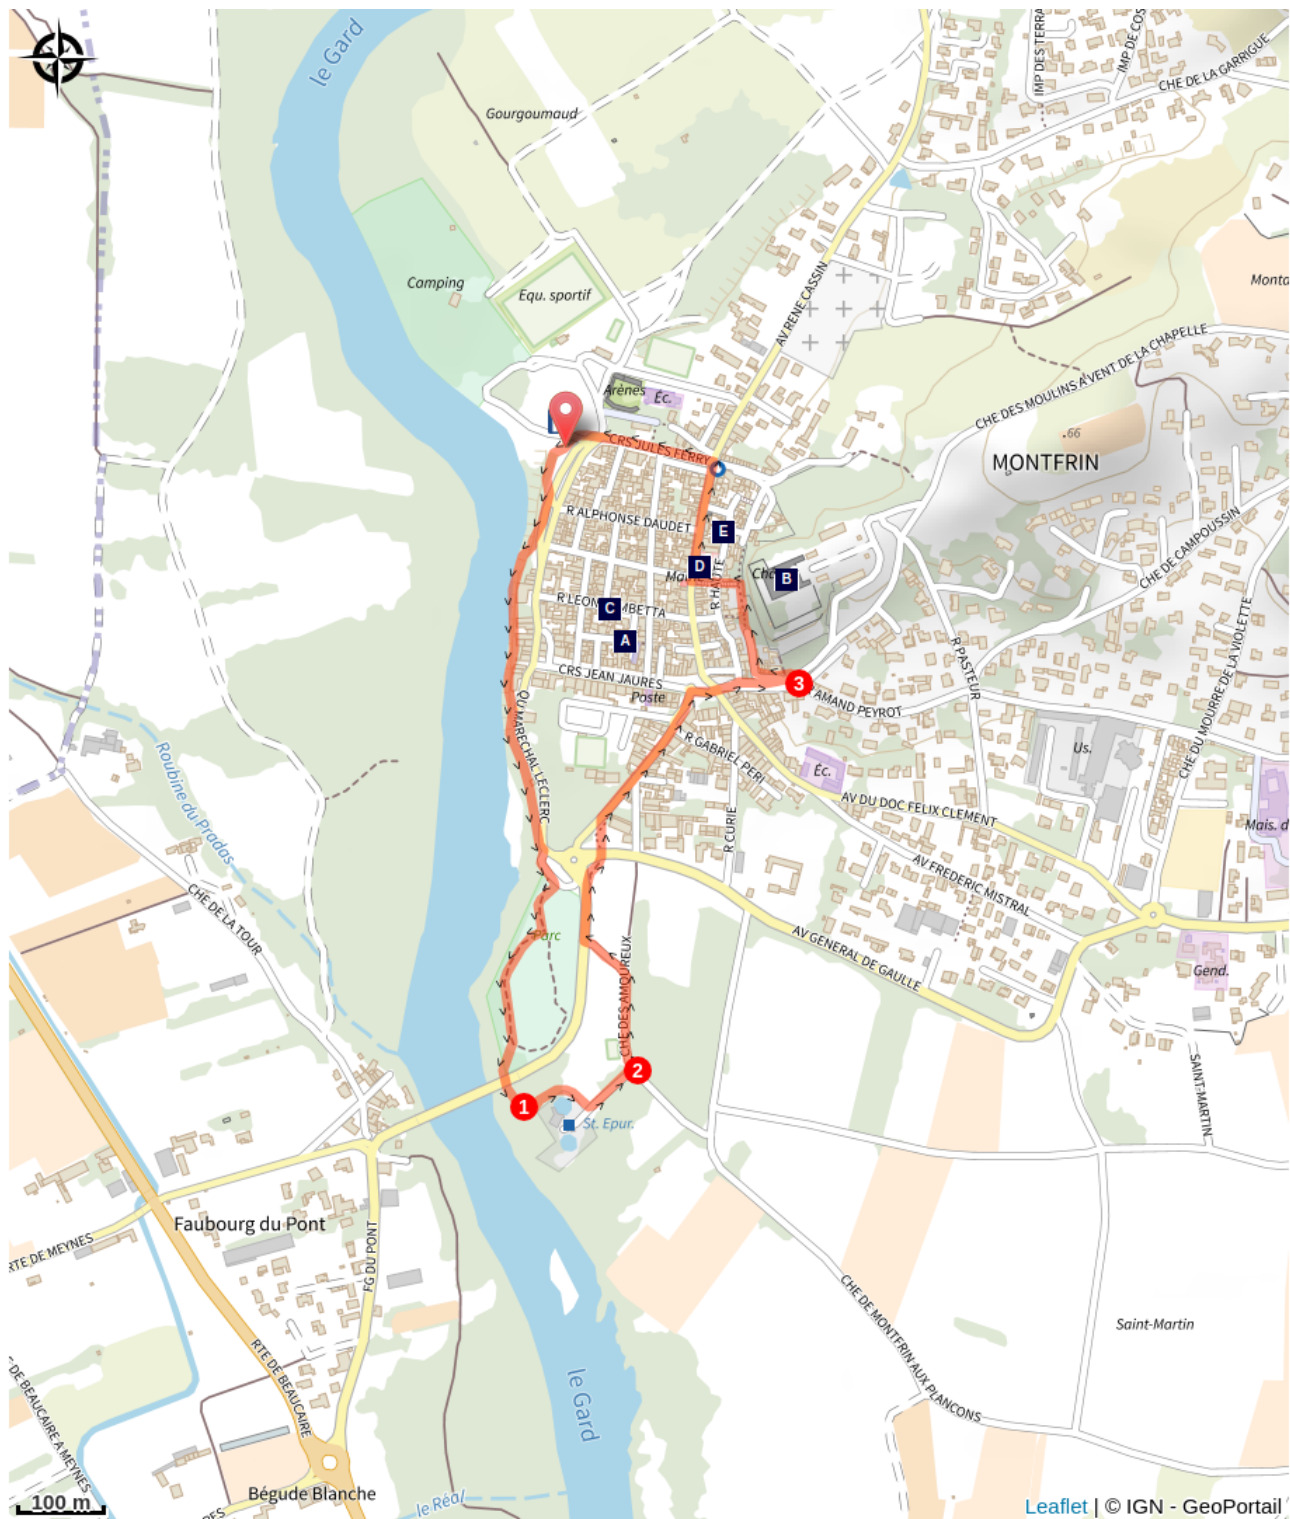 le Gard
IMP DES TERRA
IMP DE COS
CHE DE LA GARRIGUE
Gourgoumaud
Camping
Equ. sportif
AV RENE CASSIN
Monta
CHE DES MOULINS A VENT DE LA CHAPELLE
Arènes
Éc.
CRS JULES FERRY
66
MONTFRIN
R ALPHONSE DAUDET
E
D
B
R HAUTE
CHE DE CAMPOUSSIN
R LEON
MBETTA
C
A
R PASTEUR
CHE DU MOURRE DE LA VIOLETTE
CRS JEAN JAURES
Poste
3
AMAND PEYROT
QU MARECHAL LECLERC
R GABRIEL PERI
Us.
Éc.
Roubine du Pradas
AV DU DOC FELIX CLEMENT
R CURIE
Mais. d
AV FREDERIC MISTRAL
CHE DE LA TOUR
Parc
AV GENERAL DE GAULLE
CHE DES AMOUREUX
Gend.
2
1
St. Epur.
SAINT-MARTIN
Faubourg du Pont
RTE DE MEYNES
FG DU PONT
RTE DE BEAUCAIRE
CHE DE MONTFRIN AUX PLANCONS
Saint-Martin
DE BEAUCAIRE A MEYNES
le Gard
Bégude Blanche
le Réal
100 m
Leaflet | © IGN - GeoPortail